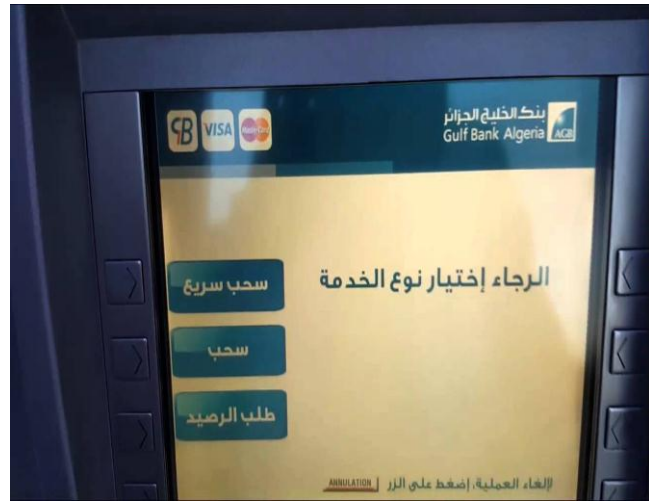 بنك الخليج الجزائر
Gulf Bank Algeria
AGB
CB VISA MasterCard
الرجاء إختيار نوع الخدمة
سحب سريع
سحب
طلب الرصيد
لإلغاء العملية، إضغط على الزر ANNULATION